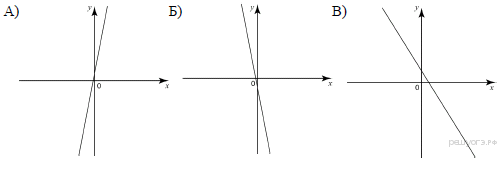 А) Б) В)
y y y
0 x 0 x 0 x
решуогэ.рф